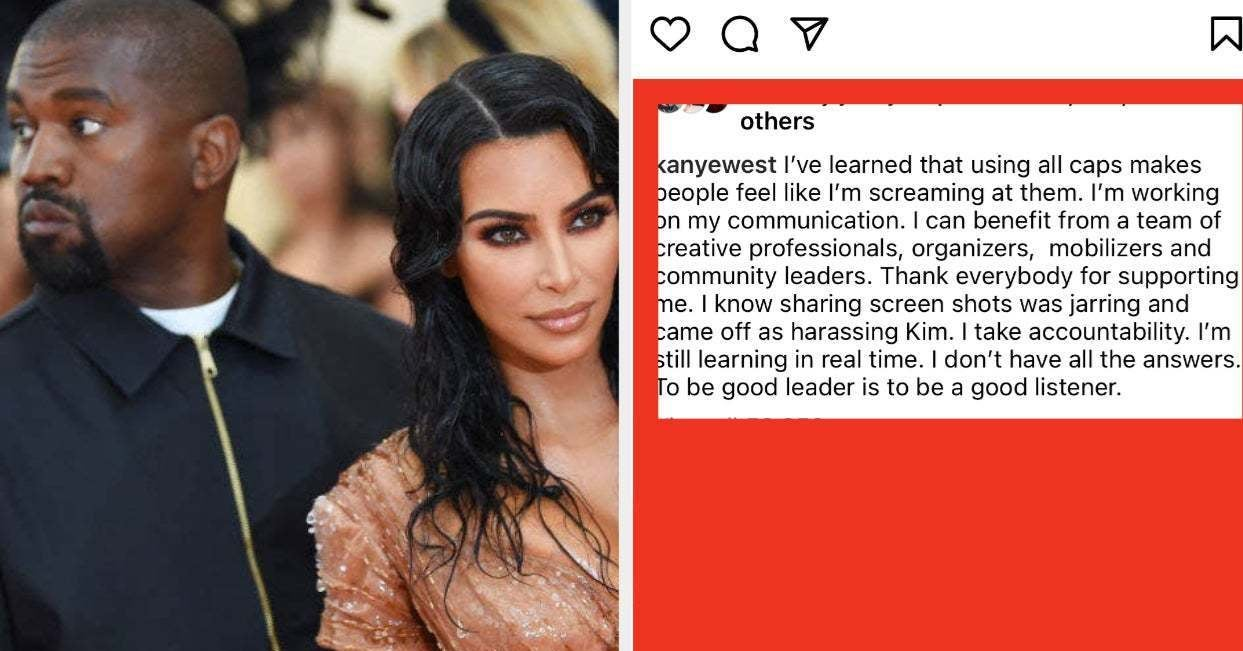 others
kanyewest I’ve learned that using all caps makes
people feel like I’m screaming at them. I’m working
on my communication. I can benefit from a team of
creative professionals, organizers,  mobilizers and
community leaders. Thank everybody for supporting
me. I know sharing screen shots was jarring and
came off as harassing Kim. I take accountability. I’m
still learning in real time. I don’t have all the answers.
To be good leader is to be a good listener.